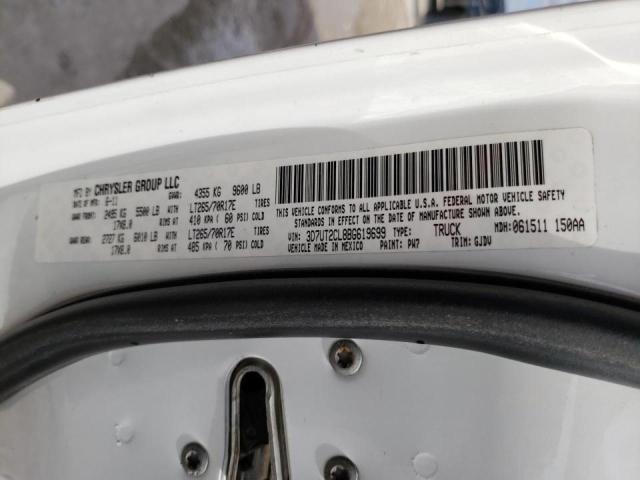 MFD BY CHRYSLER GROUP LLC GVWR: 4355 KG 9600 LB
DATE OF MFR: 6-11
GAWR FRONT: 2495 KG 5500 LB WITH LT265/70R17E TIRES
17X8.0 RIMS AT 410 KPA ( 60 PSI) COLD
GAWR REAR: 2727 KG 6010 LB WITH LT265/70R17E TIRES
17X8.0 RIMS AT 485 KPA ( 70 PSI) COLD
THIS VEHICLE CONFORMS TO ALL APPLICABLE U.S.A. FEDERAL MOTOR VEHICLE SAFETY
STD'S.IN EFFECT ON THE DATE OF MFR.SHOWN ABOVE.
VIN: 3D7UT2CL8BG619699 TYPE: TRUCK MDH: 061511 150AA
VEHICLE MADE IN MEXICO PAINT: PW7 TRIM: GJDV